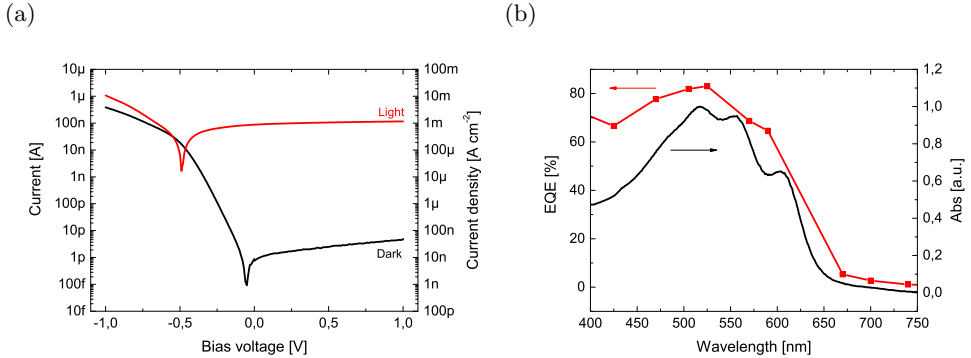 (a)
10µ
1µ
100n
10n
1n
100p
10p
1p
100f
10f
Current [A]
100m
10m
1m
100µ
10µ
1µ
100n
10n
1n
100p
Current density [A cm-2]
Light
Dark
-1,0 -0,5 0,0 0,5 1,0
Bias voltage [V]
(b)
80
60
40
20
0
EQE [%]
1,2
1,0
0,8
0,6
0,4
0,2
0,0
Abs [a.u.]
400 450 500 550 600 650 700 750
Wavelength [nm]